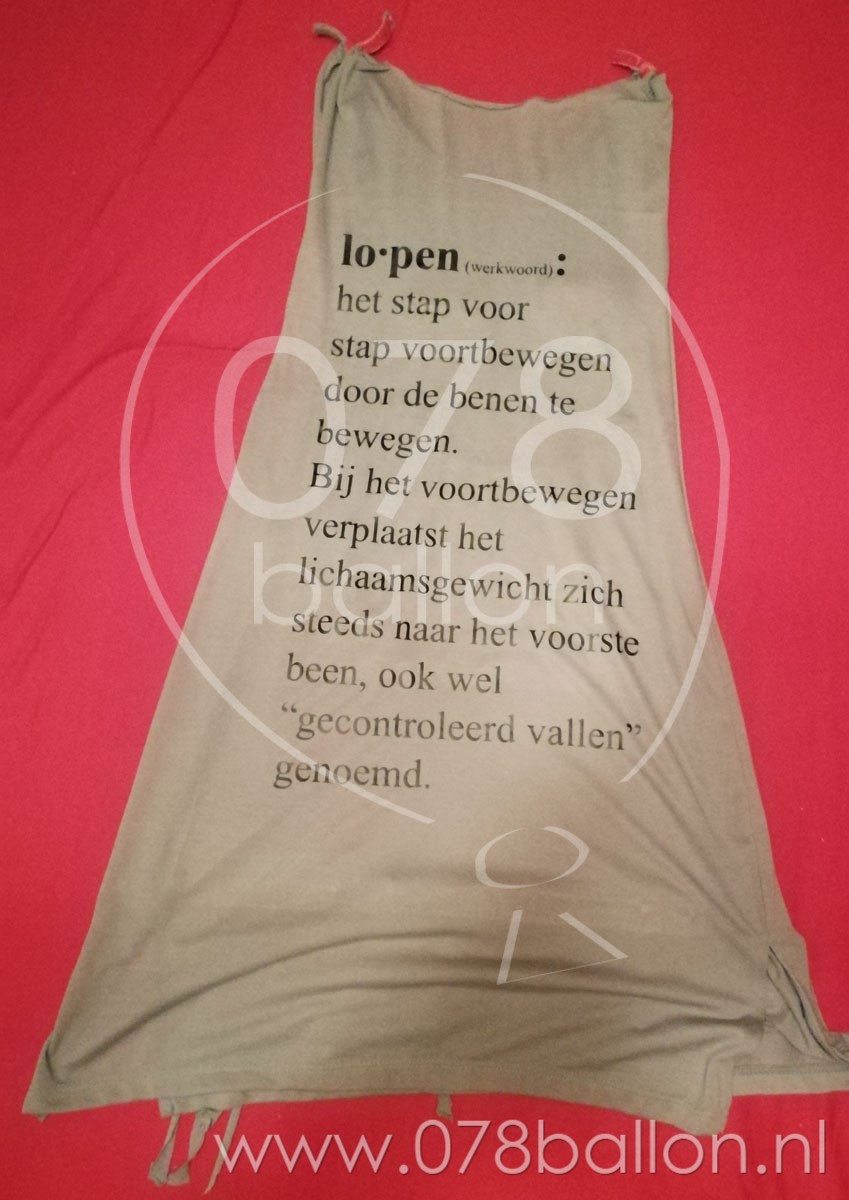 lo·pen (werkwoord):
het stap voor
stap voortbewegen
door de benen te
bewegen.
Bij het voortbewegen
verplaatst het
lichaamsgewicht zich
steeds naar het voorste
been, ook wel
“gecontroleerd vallen”
genoemd.
078
ballon
www.078ballon.nl